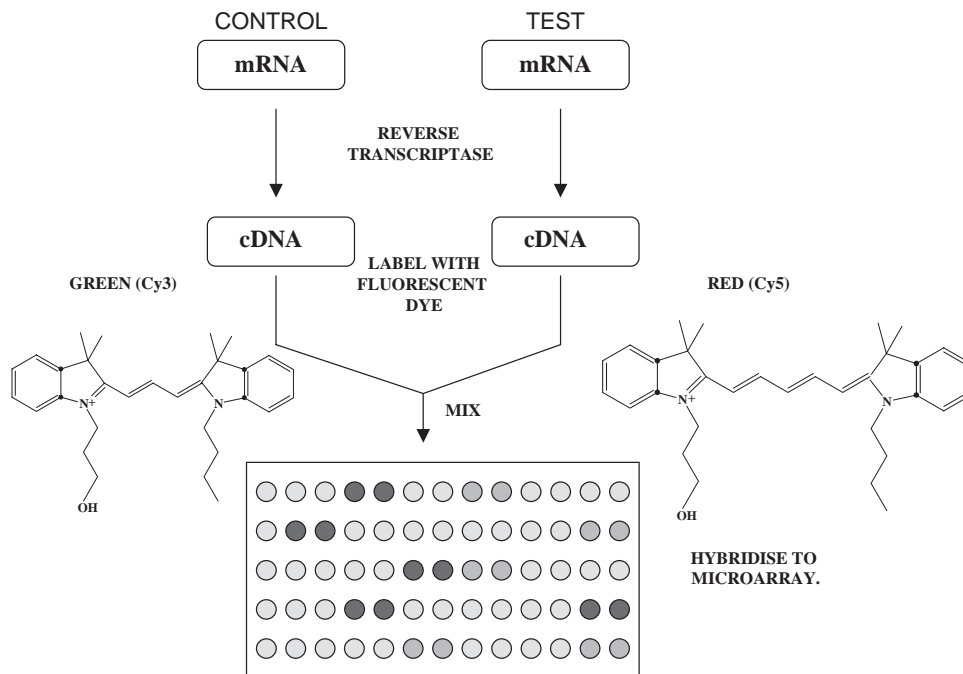 CONTROL
TEST
mRNA
mRNA
REVERSE
TRANSCRIPTASE
cDNA
cDNA
GREEN (Cy3)
LABEL WITH
FLUORESCENT
DYE
RED (Cy5)
N+
N
N+
N
MIX
OH
OH
HYBRIDISE TO
MICROARRAY.